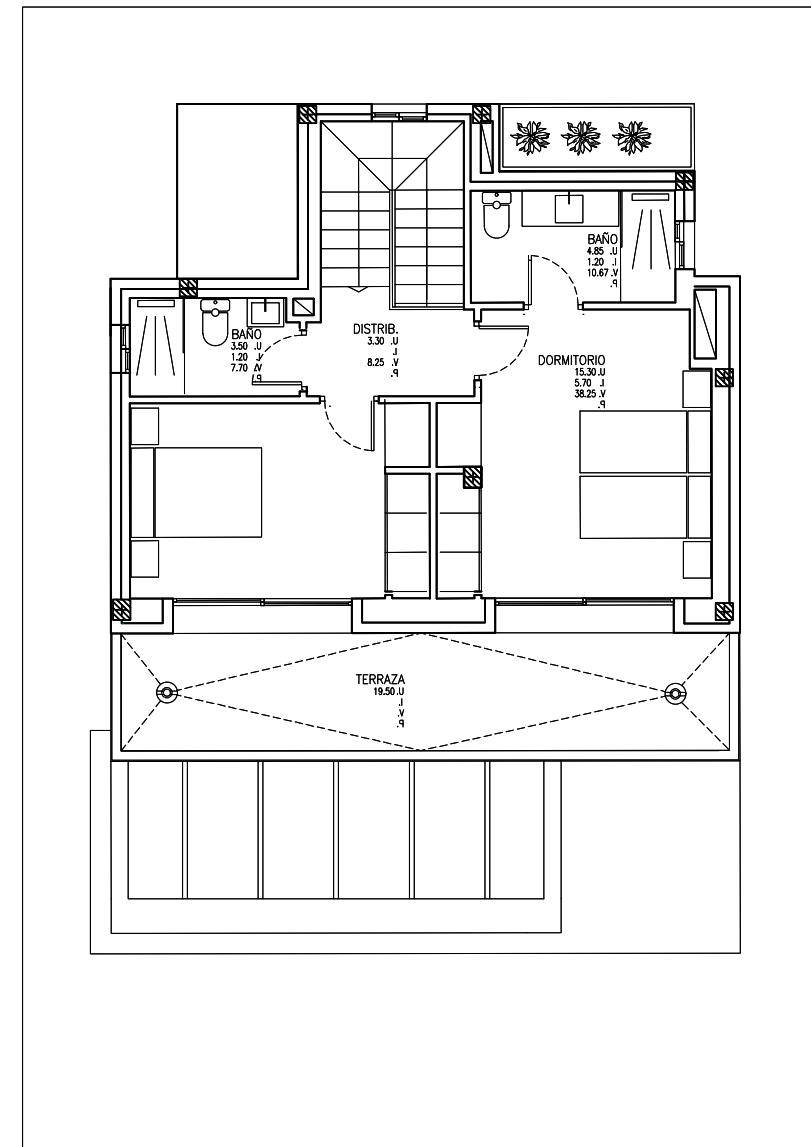 BAÑO
4.85 .U
1.20 .I
10.67 .V
.P
DISTRIB.
3.30 .U
.I
8.25 .V
.P
BAÑO
3.50 .U
1.20 .I
7.70 .V
.P
DORMITORIO
15.30 .U
5.70 .I
38.25 .V
.P
TERRAZA
19.50 .U
.I
.V
.P